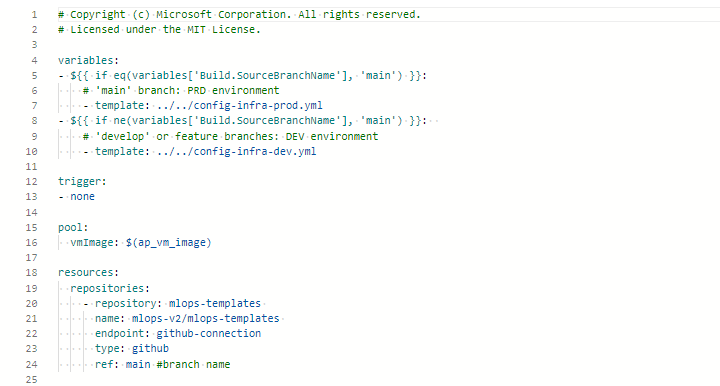 1 # Copyright (c) Microsoft Corporation. All rights reserved.
2 # Licensed under the MIT License.
3
4 variables:
5 - ${{ if eq(variables['Build.SourceBranchName'], 'main') }}:
6     # 'main' branch: PRD environment
7     - template: ../../config-infra-prod.yml
8 - ${{ if ne(variables['Build.SourceBranchName'], 'main') }}:
9     # 'develop' or feature branches: DEV environment
10     - template: ../../config-infra-dev.yml
11
12 trigger:
13 - none
14
15 pool:
16   vmImage: $(ap_vm_image)
17
18 resources:
19   repositories:
20     - repository: mlops-templates
21       name: mlops-v2/mlops-templates
22       endpoint: github-connection
23       type: github
24       ref: main #branch name
25